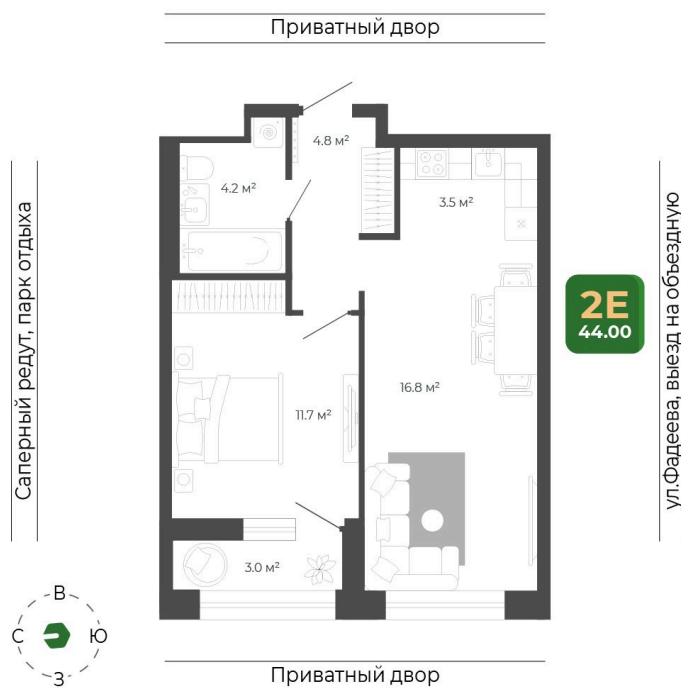 Приватный двор
4.8 м²
4.2 м²
3.5 м²
Саперный редут, парк отдыха
ул.Фадеева, выезд на объездную
2Е
44.00
16.8 м²
11.7 м²
3.0 м²
В
С
Ю
З
Приватный двор